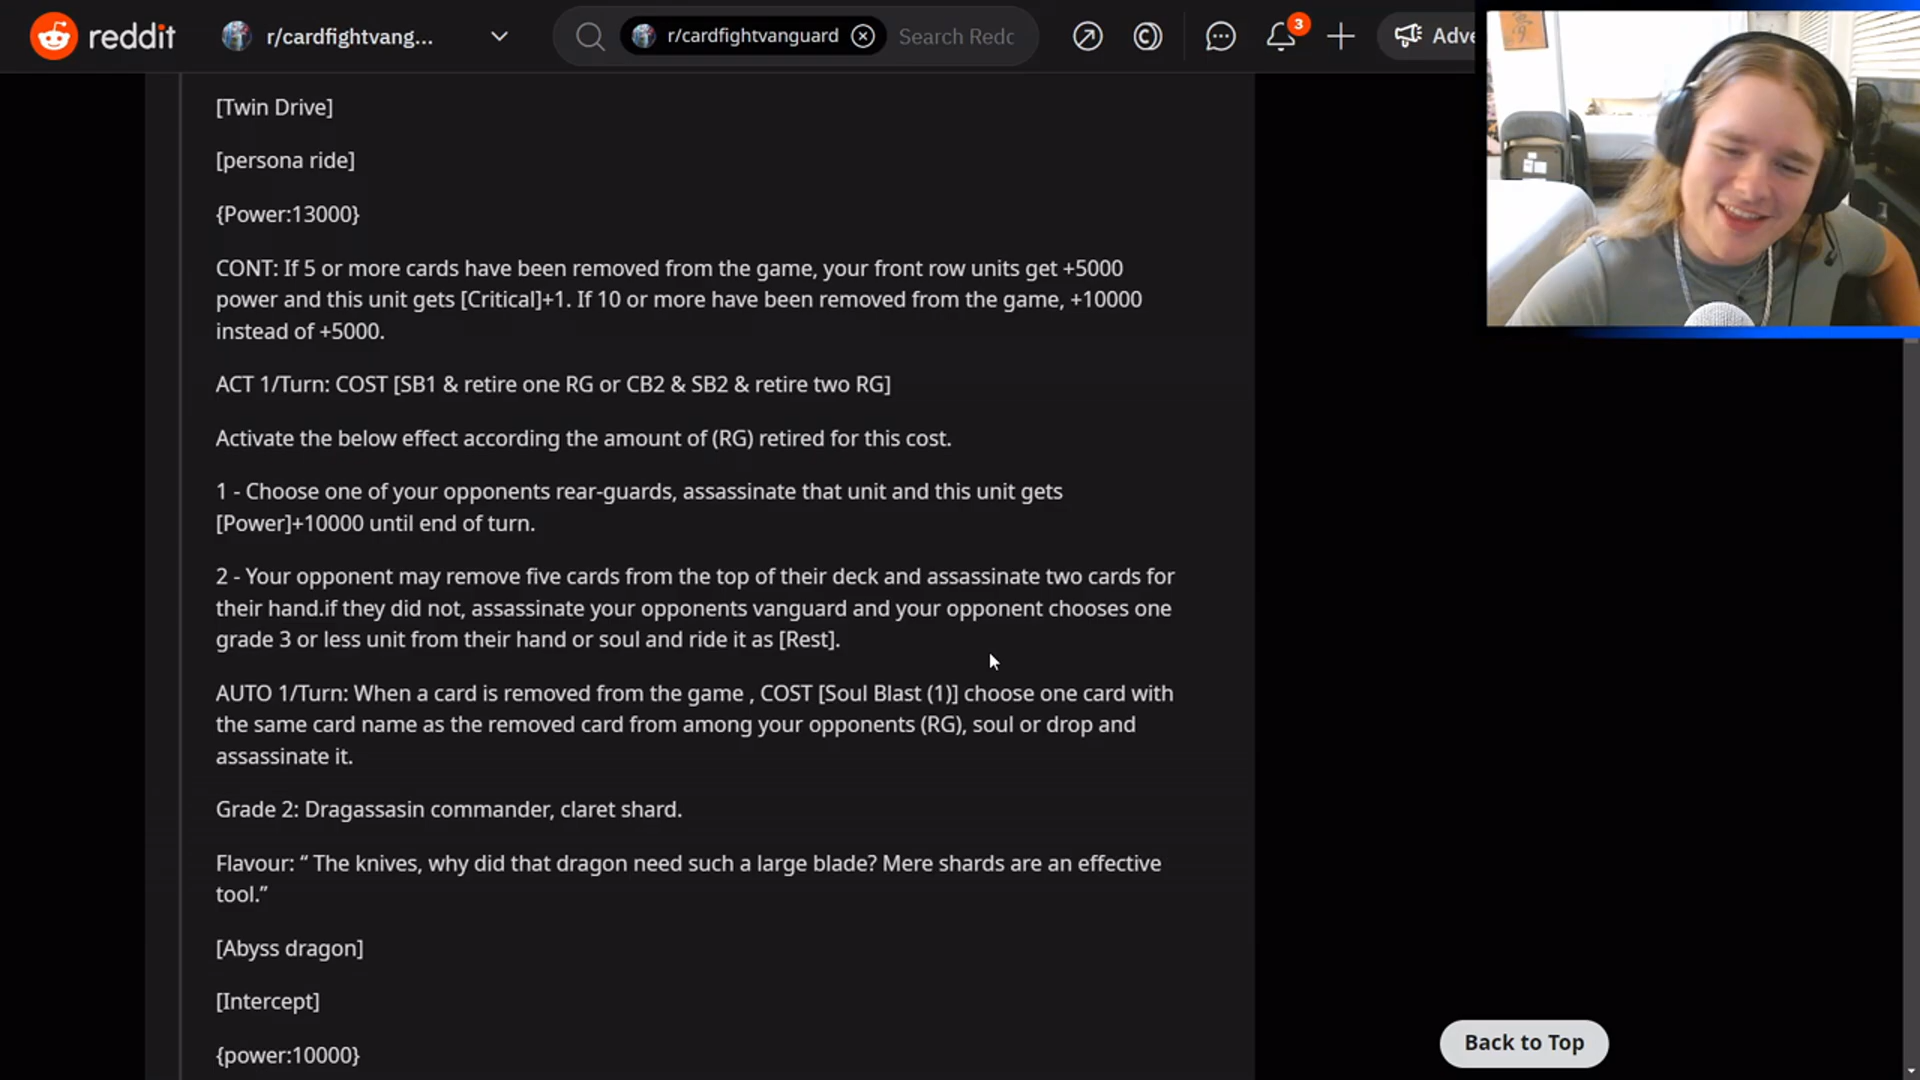 reddit
r/cardfightvang...
r/cardfightvanguard
Search Redc
3
Adve
[Twin Drive]
[persona ride]
{Power:13000}
CONT: If 5 or more cards have been removed from the game, your front row units get +5000
power and this unit gets [Critical]+1. If 10 or more have been removed from the game, +10000
instead of +5000.
ACT 1/Turn: COST [SB1 & retire one RG or CB2 & SB2 & retire two RG]
Activate the below effect according the amount of (RG) retired for this cost.
1 - Choose one of your opponents rear-guards, assassinate that unit and this unit gets
[Power]+10000 until end of turn.
2 - Your opponent may remove five cards from the top of their deck and assassinate two cards for
their hand.if they did not, assassinate your opponents vanguard and your opponent chooses one
grade 3 or less unit from their hand or soul and ride it as [Rest].
AUTO 1/Turn: When a card is removed from the game , COST [Soul Blast (1)] choose one card with
the same card name as the removed card from among your opponents (RG), soul or drop and
assassinate it.
Grade 2: Dragassasin commander, claret shard.
Flavour: “ The knives, why did that dragon need such a large blade? Mere shards are an effective
tool.”
[Abyss dragon]
[Intercept]
{power:10000}
Back to Top